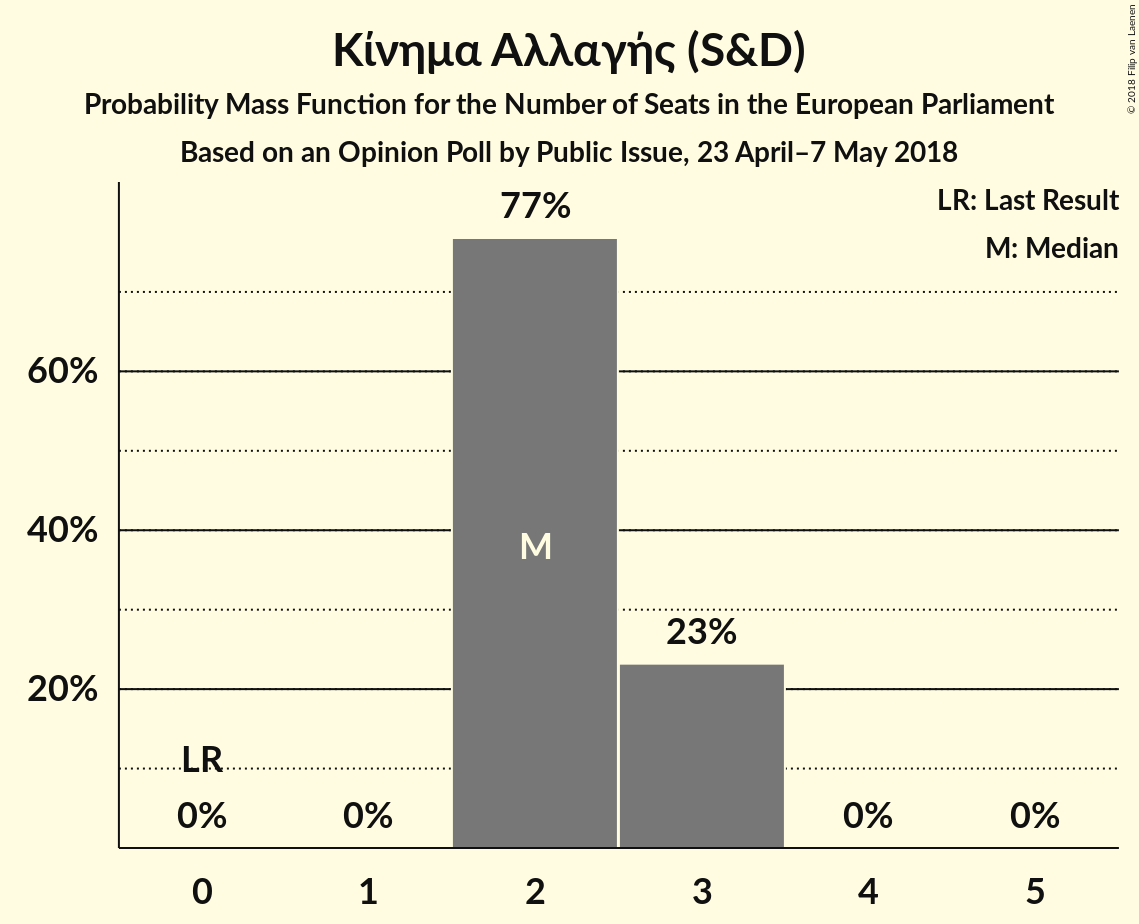 Κίνημα Αλλαγής (S&D)
Probability Mass Function for the Number of Seats in the European Parliament
Based on an Opinion Poll by Public Issue, 23 April–7 May 2018
© 2018 Filip van Laenen
LR: Last Result
M: Median
77%
60%
40%
M
23%
20%
LR
0% 0% 0% 0%
0 1 2 3 4 5